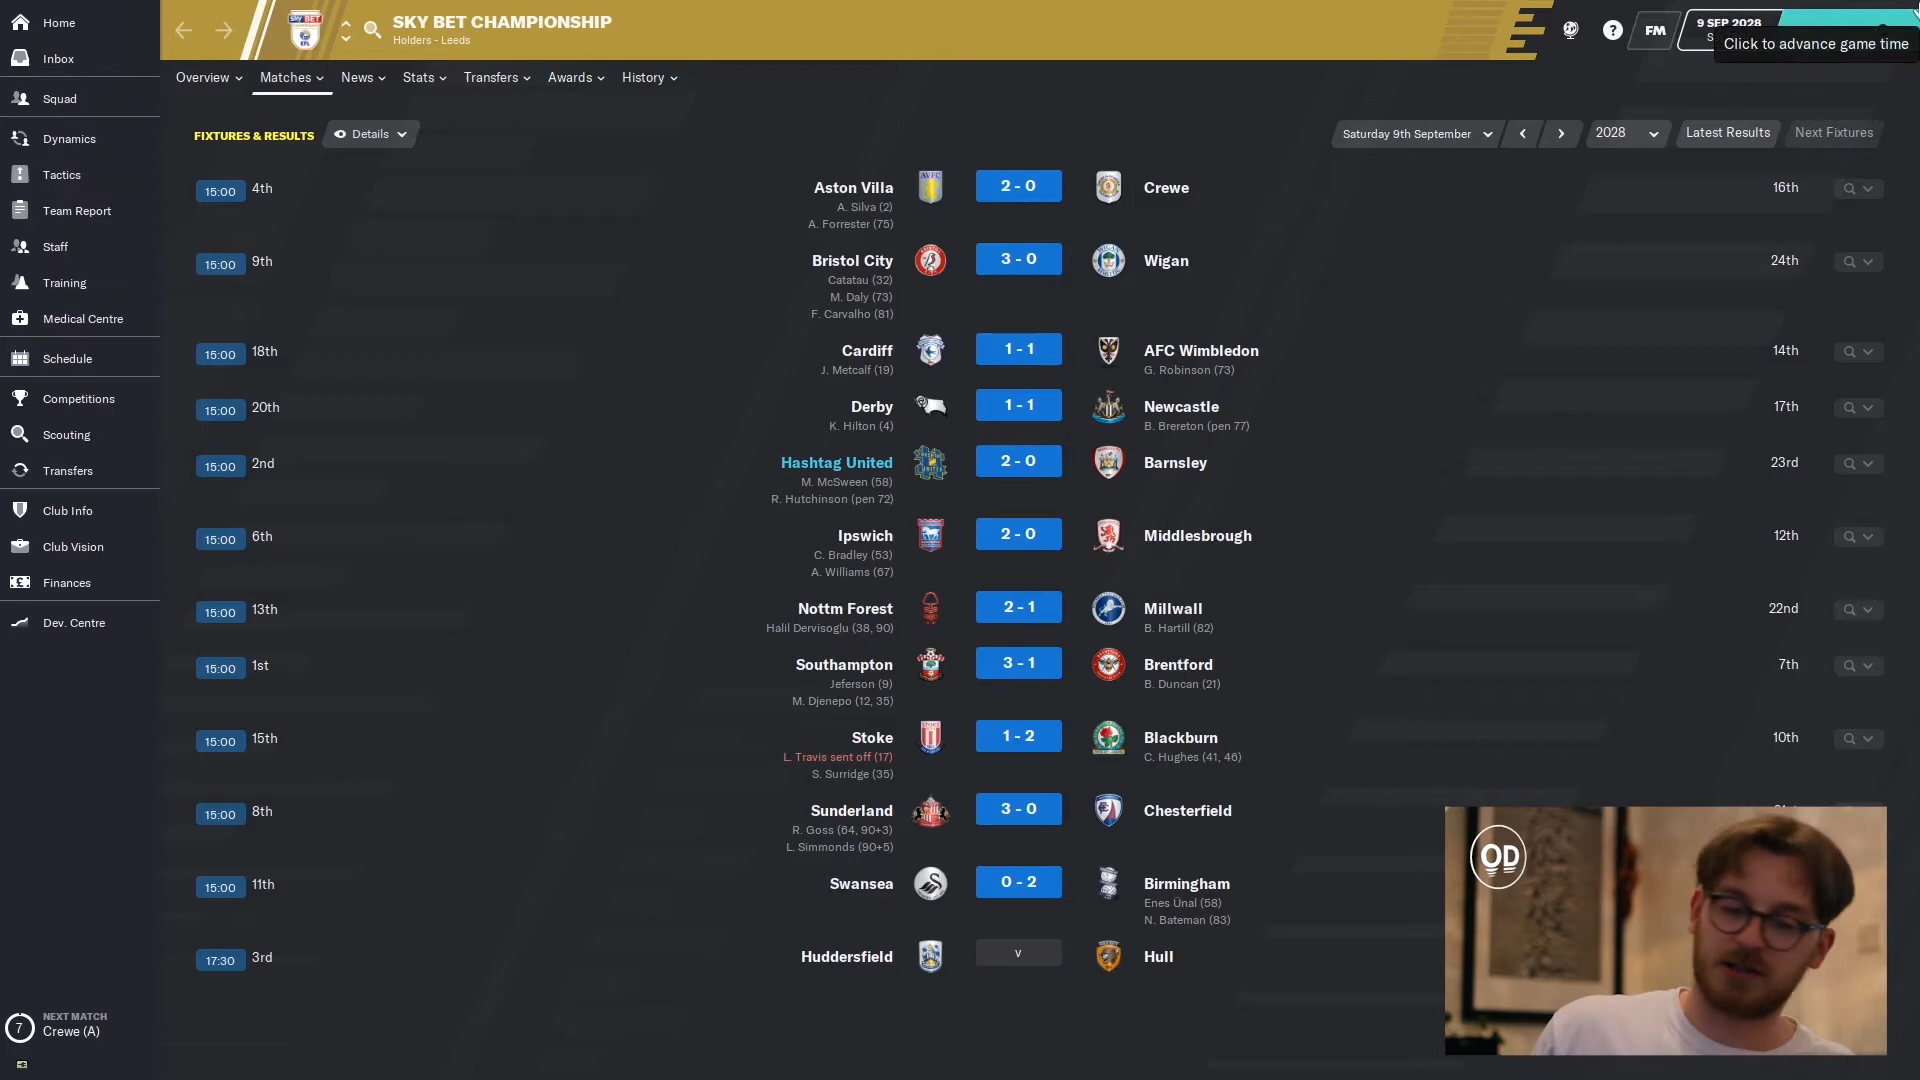 Home
Inbox
Squad
Dynamics
Tactics
Team Report
Staff
Training
Medical Centre
Schedule
Competitions
Scouting
Transfers
Club Info
Club Vision
Finances
Dev. Centre
NEXT MATCH
7 Crewe (A)
sky BET
EFL
SKY BET CHAMPIONSHIP
Holders - Leeds
? FM 9 SEP 2028
Click to advance game time
Overview Matches News Stats Transfers Awards History
FIXTURES & RESULTS Details Saturday 9th September 2028 Latest Results Next Fixtures
15:00 4th Aston Villa AVFC 2 - 0 Crewe 16th
A. Silva (2)
A. Forrester (75)
15:00 9th Bristol City 3 - 0 Wigan 24th
Catatau (32)
M. Daly (73)
F. Carvalho (81)
15:00 18th Cardiff 1 - 1 AFC Wimbledon 14th
J. Metcalf (19) G. Robinson (73)
15:00 20th Derby 1 - 1 Newcastle 17th
K. Hilton (4) B. Brereton (pen 77)
15:00 2nd Hashtag United 2 - 0 Barnsley 23rd
M. McSween (58)
R. Hutchinson (pen 72)
15:00 6th Ipswich 2 - 0 Middlesbrough 12th
C. Bradley (53)
A. Williams (67)
15:00 13th Nottm Forest 2 - 1 Millwall 22nd
Halil Dervisoglu (38, 90) B. Hartill (82)
15:00 1st Southampton 3 - 1 Brentford 7th
Jeferson (9) B. Duncan (21)
M. Djenepo (12, 35)
15:00 15th Stoke 1 - 2 Blackburn 10th
L. Travis sent off (17) C. Hughes (41, 46)
S. Surridge (35)
15:00 8th Sunderland 3 - 0 Chesterfield
R. Goss (64, 90+3)
L. Simmonds (90+5)
15:00 11th Swansea 0 - 2 Birmingham
Enes Ünal (58)
N. Bateman (83)
17:30 3rd Huddersfield v Hull
OD